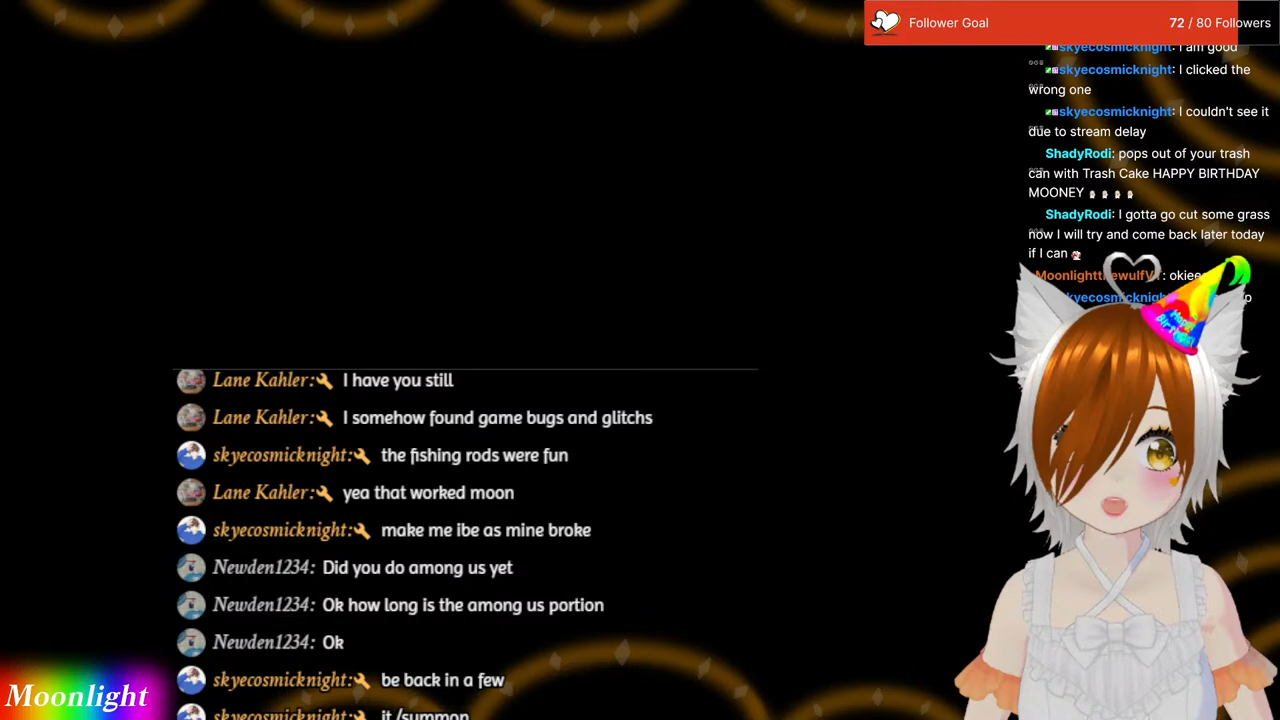 Follower Goal
72 / 80 Followers
skyecosmicknight: I am good
skyecosmicknight: I clicked the
wrong one
skyecosmicknight: I couldn't see it
due to stream delay
ShadyRodi: pops out of your trash
can with Trash Cake HAPPY BIRTHDAY
MOONEY
ShadyRodi: I gotta go cut some grass
now I will try and come back later today
if I can
Happy
Birthday
Lane Kahler: I have you still
Lane Kahler: I somehow found game bugs and glitchs
skyecosmicknight: the fishing rods were fun
Lane Kahler: yea that worked moon
skyecosmicknight: make me ibe as mine broke
Newden1234: Did you do among us yet
Newden1234: Ok how long is the among us portion
Newden1234: Ok
skyecosmicknight: be back in a few
skyecosmicknight: it /summon
Moonlight